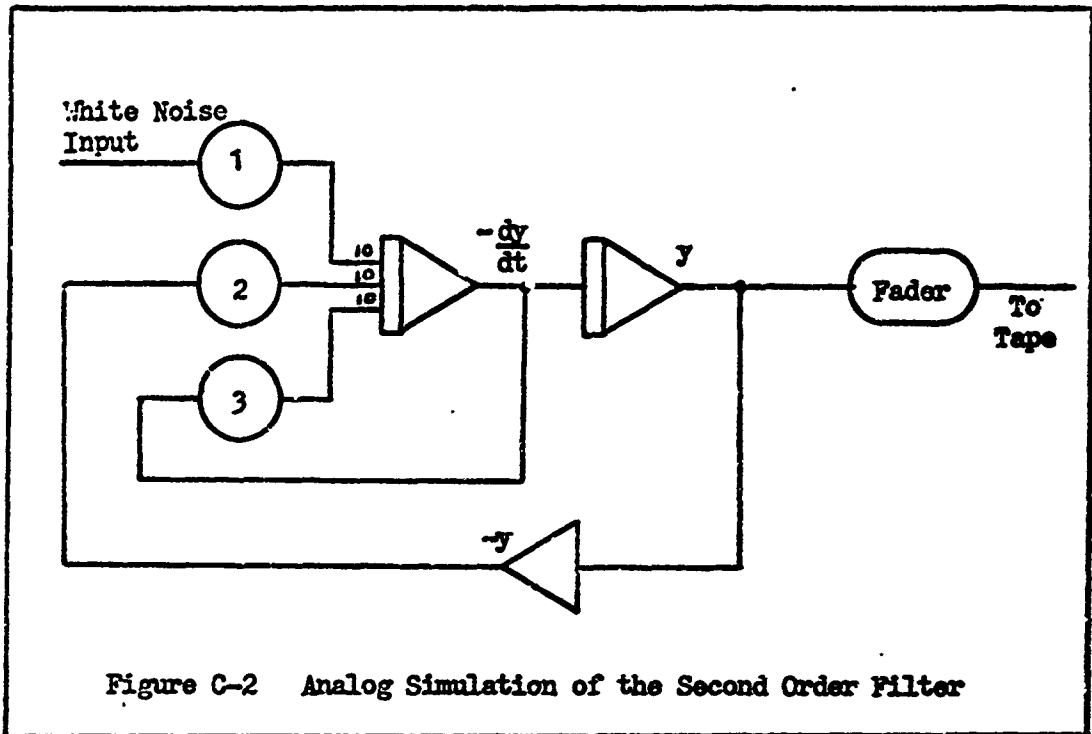 White Noise
Input
1
2
3
10
10
10
-dy
dt
y
Fader
To
Tape
-y
Figure C-2 Analog Simulation of the Second Order Filter